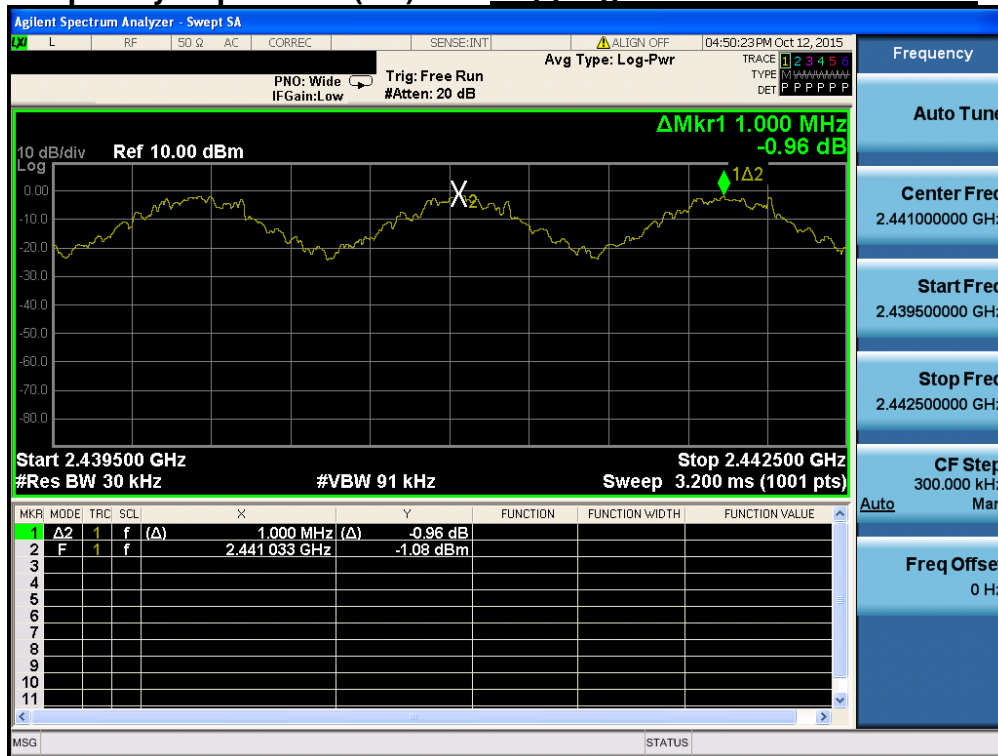 Agilent Spectrum Analyzer - Swept SA
LXI L RF 50 Ω AC CORREC SENSE:INT ALIGN OFF 04:50:23 PM Oct 12, 2015
Avg Type: Log-Pwr TRACE 1 2 3 4 5 6
PNO: Wide Trig: Free Run TYPE M W W W W W
IFGain:Low #Atten: 20 dB DET P P P P P P
ΔMkr1 1.000 MHz
-0.96 dB
10 dB/div Ref 10.00 dBm
Log
1Δ2
0.00
X2
-10.0
-20.0
-30.0
-40.0
-50.0
-60.0
-70.0
-80.0
Start 2.439500 GHz Stop 2.442500 GHz
#Res BW 30 kHz #VBW 91 kHz Sweep 3.200 ms (1001 pts)
MKR MODE TRC SCL X Y FUNCTION FUNCTION WIDTH FUNCTION VALUE
1 Δ2 1 f (Δ) 1.000 MHz (Δ) -0.96 dB
2 F 1 f 2.441 033 GHz -1.08 dBm
3
4
5
6
7
8
9
10
11
MSG STATUS
Frequency
Auto Tune
Center Freq
2.441000000 GHz
Start Freq
2.439500000 GHz
Stop Freq
2.442500000 GHz
CF Step
300.000 kHz
Auto Man
Freq Offset
0 Hz